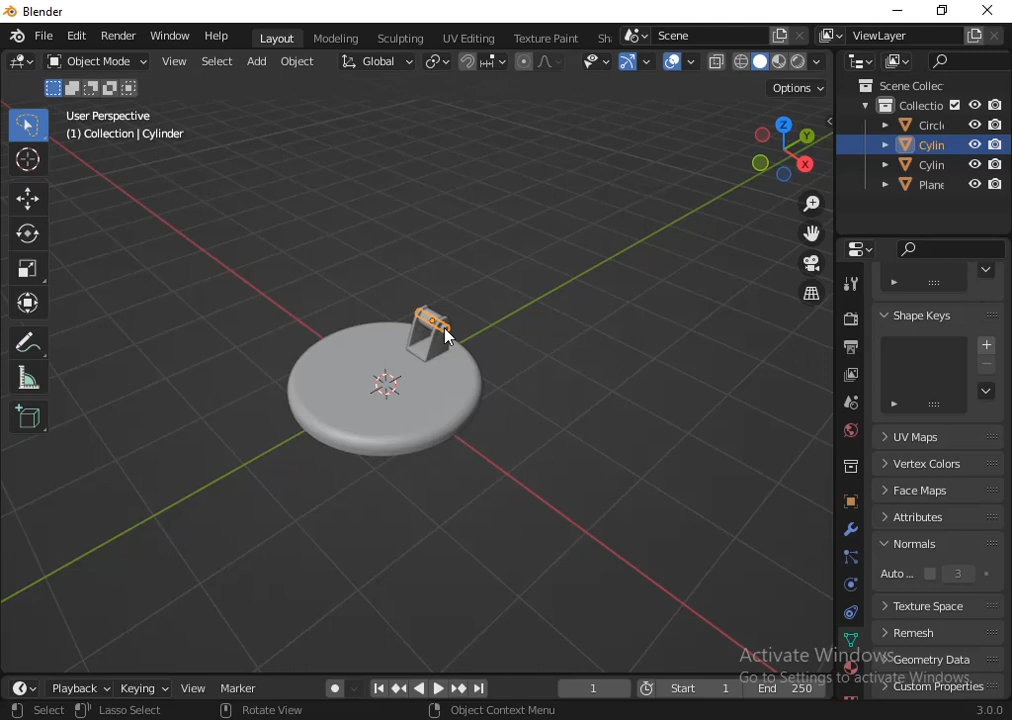 Blender
File Edit Render Window Help Layout Modeling Sculpting UV Editing Texture Paint Sh Scene ViewLayer
Object Mode View Select Add Object Global
Options
User Perspective
(1) Collection | Cylinder
Z
Y
X
Scene Collec
Collectio
Circl
Cylin
Cylin
Plane
Shape Keys
UV Maps
Vertex Colors
Face Maps
Attributes
Normals
Auto ... 3
Texture Space
Remesh
Geometry Data
Custom Properties
Activate Windows
Go to Settings to activate Windows.
Playback Keying View Marker 1 Start 1 End 250
Select Lasso Select Rotate View Object Context Menu 3.0.0